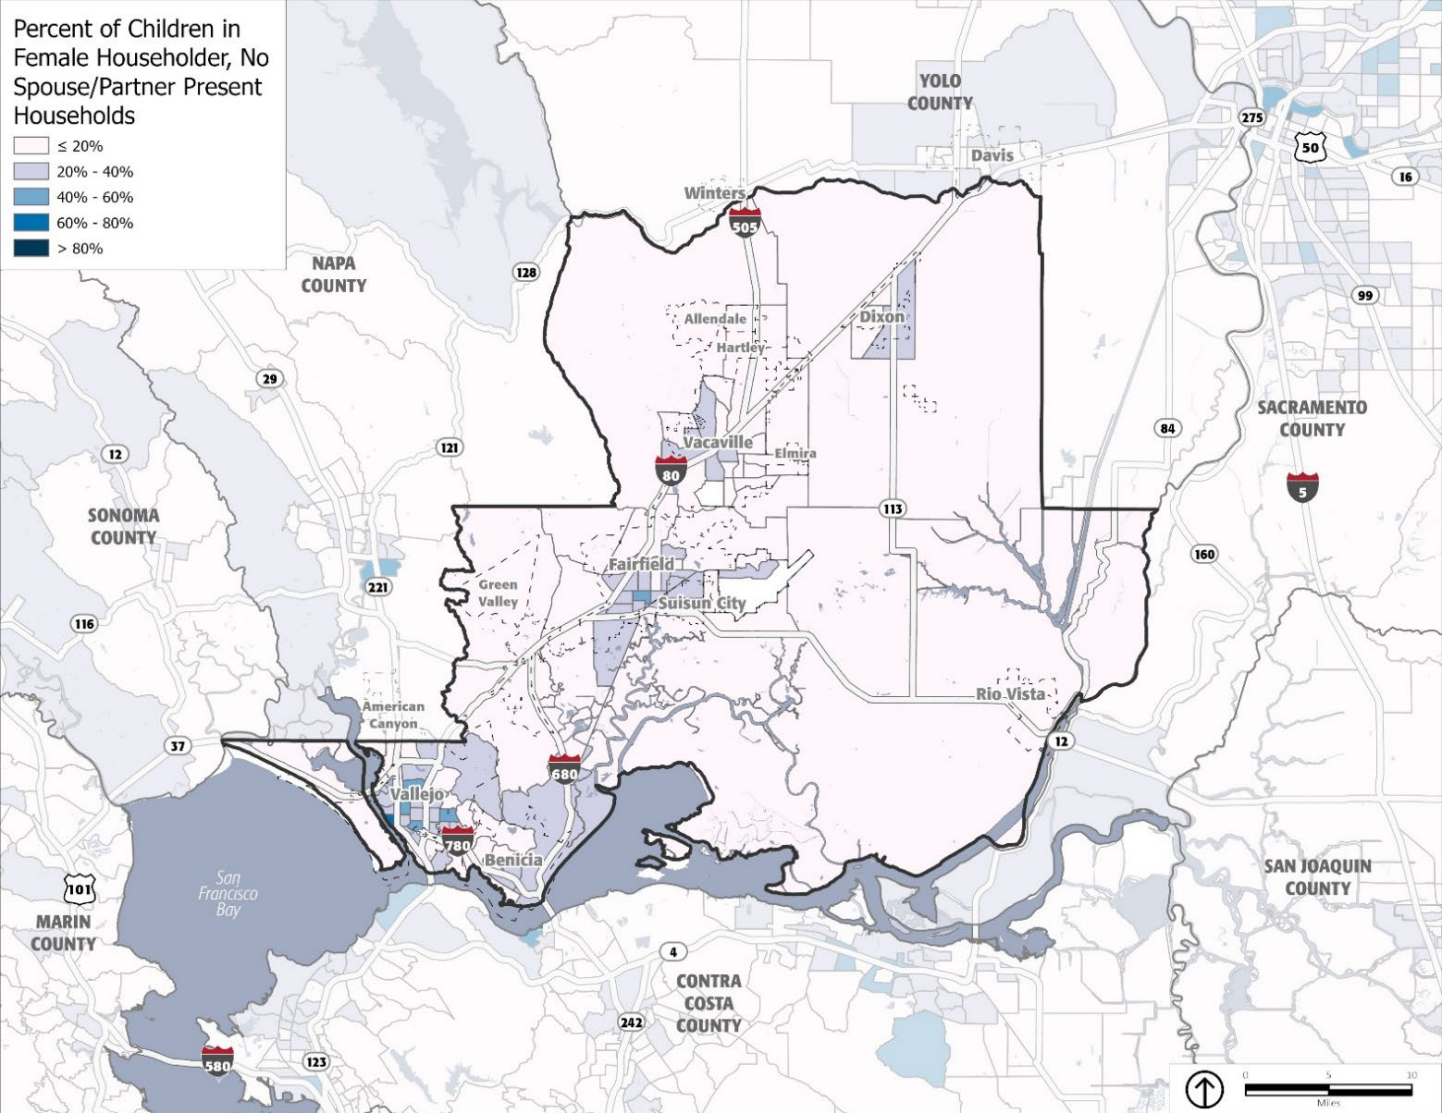 Percent of Children in
Female Householder, No
Spouse/Partner Present
Households
≤ 20%
20% - 40%
40% - 60%
60% - 80%
> 80%
YOLO
COUNTY
275
50
Davis
16
Winters
505
NAPA
COUNTY
128
99
Allendale
Dixon
Hartley
29
SACRAMENTO
COUNTY
84
Vacaville
121
12
Elmira
80
5
SONOMA
COUNTY
113
160
Fairfield
221
Green
Valley
Suisun City
116
Rio Vista
American
Canyon
37
12
680
Vallejo
780
Benicia
San
Francisco
Bay
101
SAN JOAQUIN
COUNTY
MARIN
COUNTY
4
CONTRA
COSTA
COUNTY
242
580
123
0
5
10
Miles